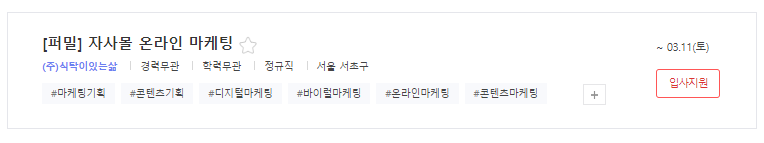 [퍼밀] 자사몰 온라인 마케팅
~ 03.11(토)
(주)식탁이있는삶 경력무관 학력무관 정규직 서울 서초구
입사지원
#마케팅기획 #콘텐츠기획 #디지털마케팅 #바이럴마케팅 #온라인마케팅 #콘텐츠마케팅 +